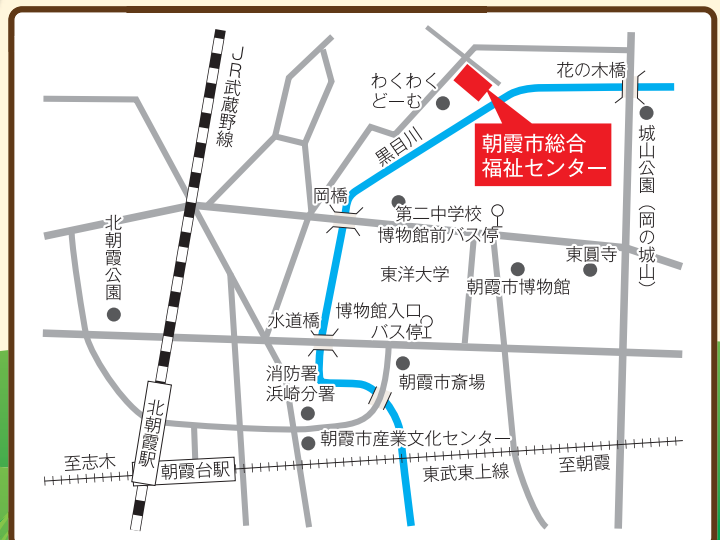 JR武蔵野線
わくわく
どーむ
花の木橋
黒目川
朝霞市総合
福祉センター
城山公園（岡の城山）
岡橋
第二中学校
博物館前バス停
北朝霞公園
東洋大学
東圓寺
朝霞市博物館
水道橋
博物館入口
バス停
消防署
浜崎分署
朝霞市斎場
北朝霞駅
朝霞市産業文化センター
至志木
朝霞台駅
東武東上線
至朝霞